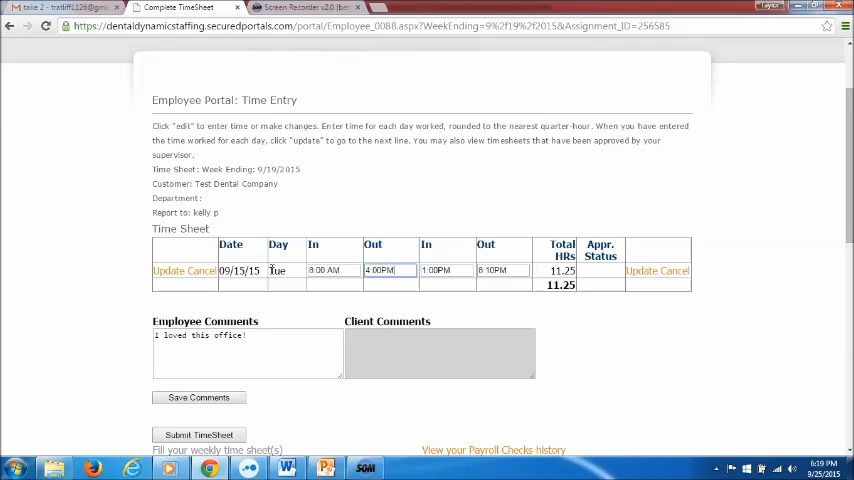 take 2 - tratliff1126@gma
Complete TimeSheet
Screen Recorder v2.0 (be
Taylor
https://dentaldynamicstaffing.securedportals.com/portal/Employee_008B.aspx?WeekEnding=9%2f19%2f2015&Assignment_ID=256585
Employee Portal: Time Entry
Click "edit" to enter time or make changes. Enter time for each day worked, rounded to the nearest quarter-hour. When you have entered
the time worked for each day, click "update" to go to the next line. You may also view timesheets that have been approved by your
supervisor.
Time Sheet: Week Ending: 9/19/2015
Customer: Test Dental Company
Department:
Report to: kelly p
Time Sheet
Date Day In Out In Out Total HRs Appr. Status
Update Cancel 09/15/15 Tue 8:00 AM 4:00PM 1:00PM 8:10PM 11.25 Update Cancel
11.25
Employee Comments Client Comments
I loved this office!
Save Comments
Submit TimeSheet
Fill your weekly time sheet(s) View your Payroll Checks history
SOM
6:19 PM
9/25/2015